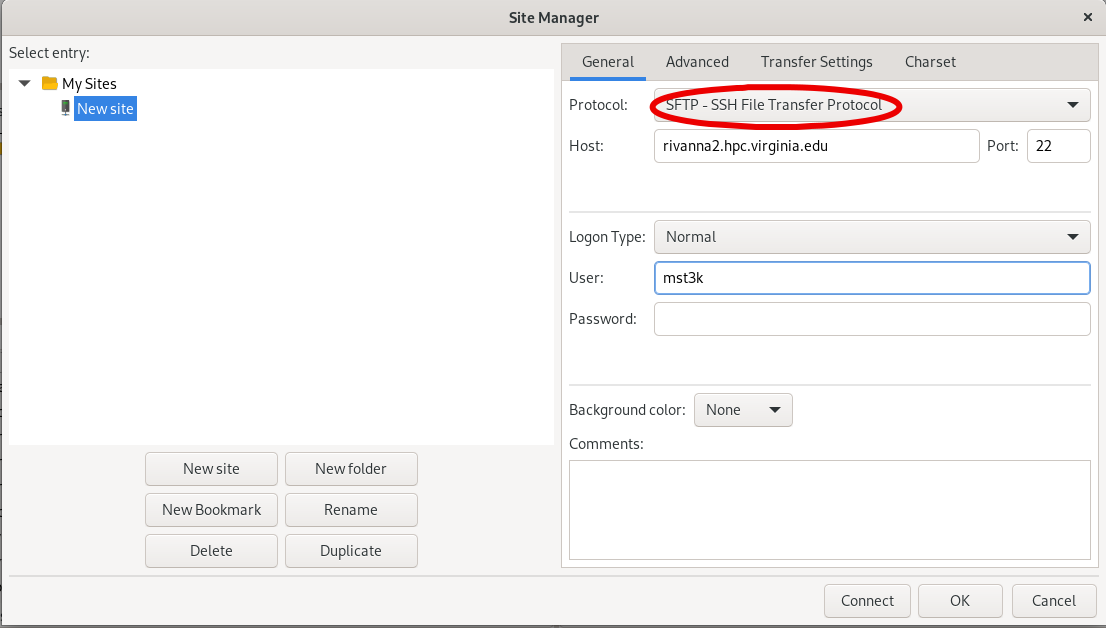 Site Manager
Select entry:
My Sites
New site
New site
New folder
New Bookmark
Rename
Delete
Duplicate
General
Advanced
Transfer Settings
Charset
Protocol:
SFTP - SSH File Transfer Protocol
Host:
rivanna2.hpc.virginia.edu
Port:
22
Logon Type:
Normal
User:
mst3k
Password:
Background color:
None
Comments:
Connect
OK
Cancel